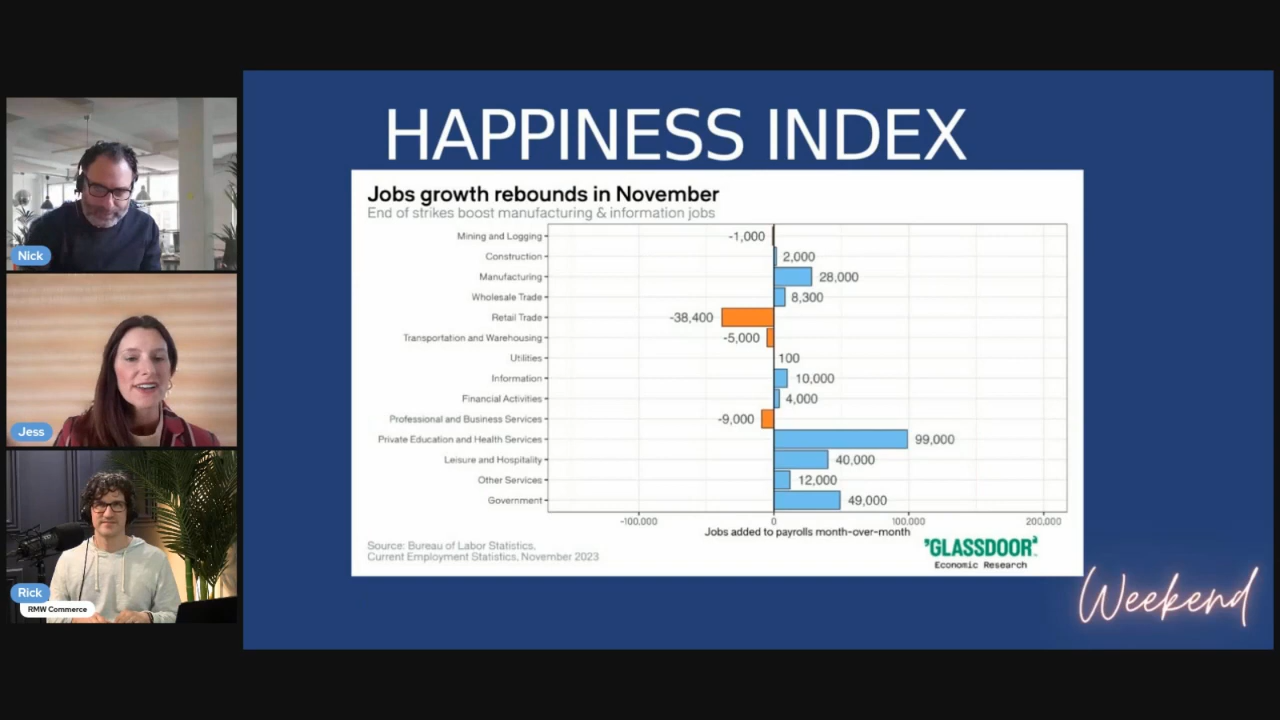 Nick
Jess
Rick
RMW Commerce
HAPPINESS INDEX
Jobs growth rebounds in November
End of strikes boost manufacturing & information jobs
Mining and Logging -1,000
Construction 2,000
Manufacturing 28,000
Wholesale Trade 8,300
Retail Trade -38,400
Transportation and Warehousing -5,000
Utilities 100
Information 10,000
Financial Activities 4,000
Professional and Business Services -9,000
Private Education and Health Services 99,000
Leisure and Hospitality 40,000
Other Services 12,000
Government 49,000
-100,000 0 100,000 200,000
Jobs added to payrolls month-over-month
Source: Bureau of Labor Statistics,
Current Employment Statistics, November 2023
"GLASSDOOR"
Economic Research
Weekend